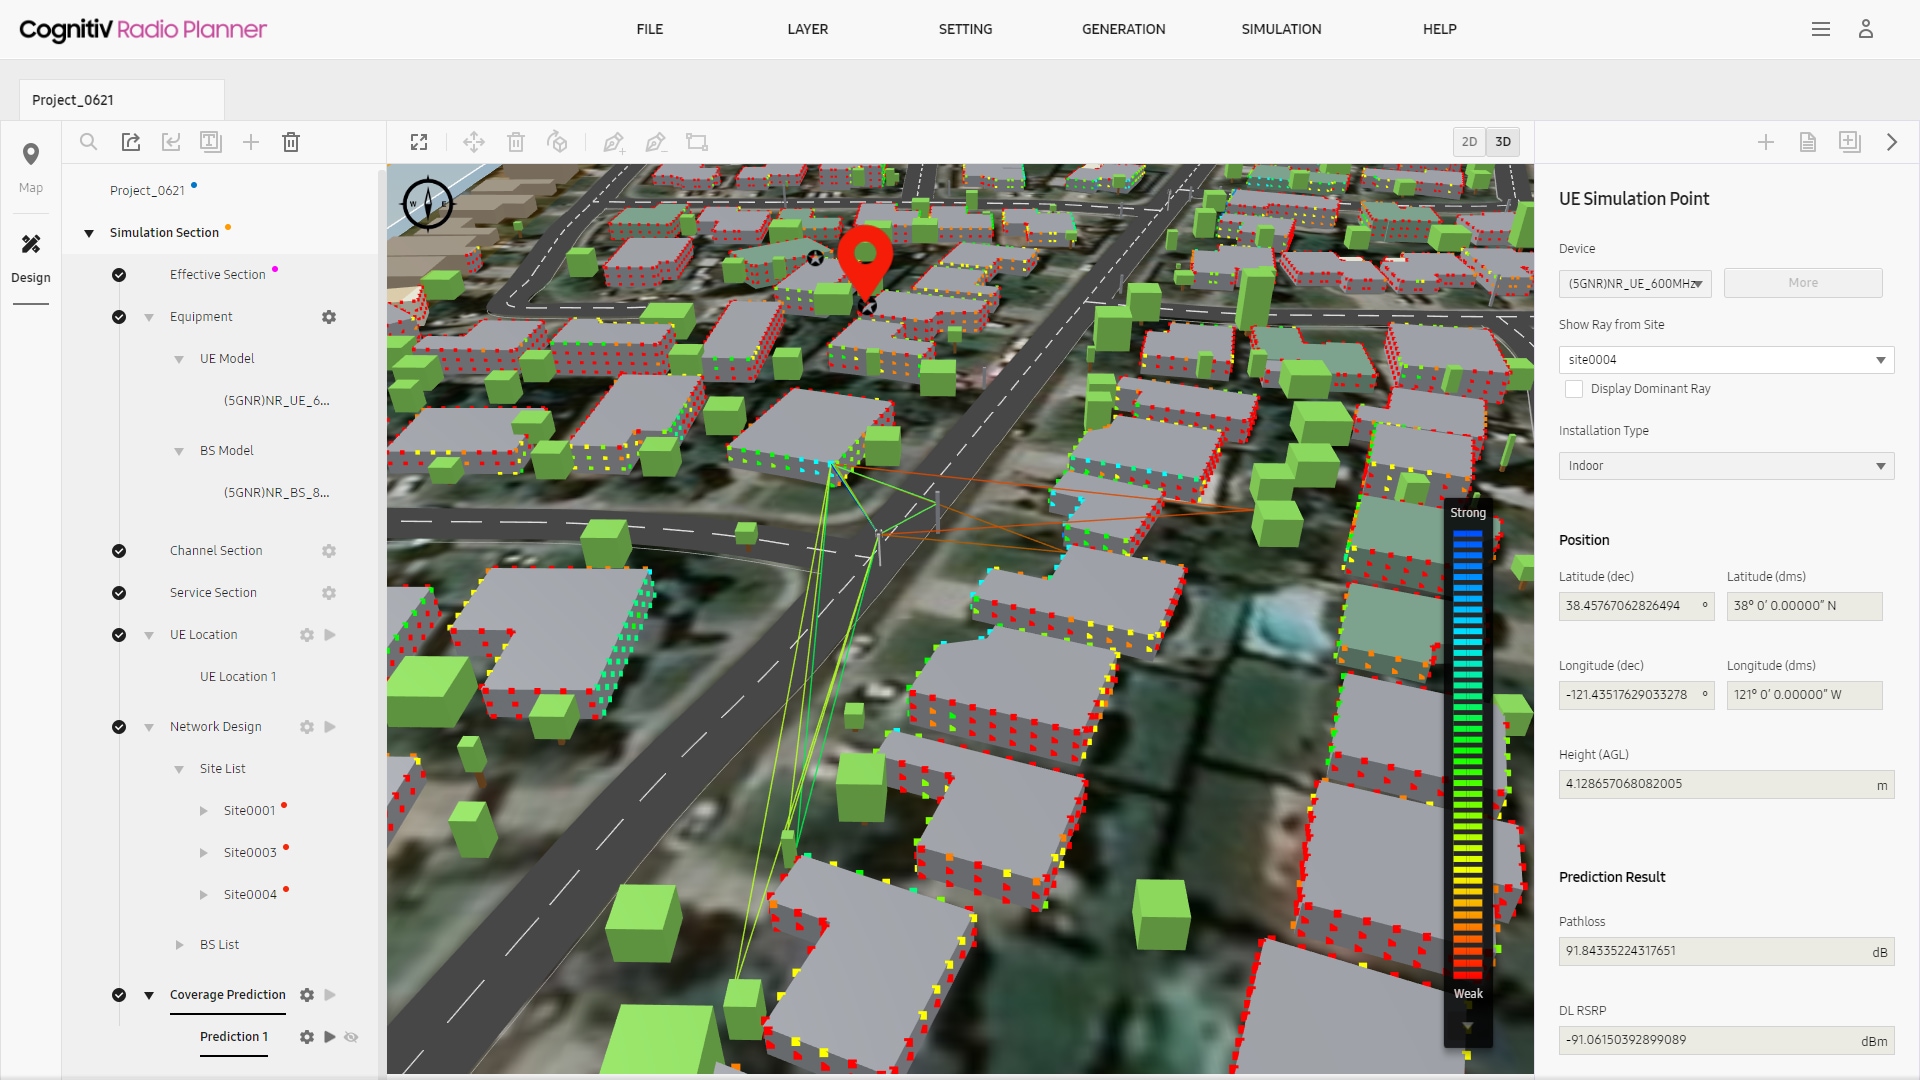 Cognitiv Radio Planner
FILE
LAYER
SETTING
GENERATION
SIMULATION
HELP
Project_0621
Map
Design
Project_0621
Simulation Section
Effective Section
Equipment
UE Model
(5GNR)NR_UE_6...
BS Model
(5GNR)NR_BS_8...
Channel Section
Service Section
UE Location
UE Location 1
Network Design
Site List
Site0001
Site0003
Site0004
BS List
Coverage Prediction
Prediction 1
2D
3D
W
E
Strong
Weak
UE Simulation Point
Device
(5GNR)NR_UE_600MHz
More
Show Ray from Site
site0004
Display Dominant Ray
Installation Type
Indoor
Position
Latitude (dec)
Latitude (dms)
38.45767062826494 º
38º 0′ 0.00000″ N
Longitude (dec)
Longitude (dms)
-121.43517629033278 º
121º 0′ 0.00000″ W
Height (AGL)
4.128657068082005 m
Prediction Result
Pathloss
91.84335224317651 dB
DL RSRP
-91.06150392899089 dBm